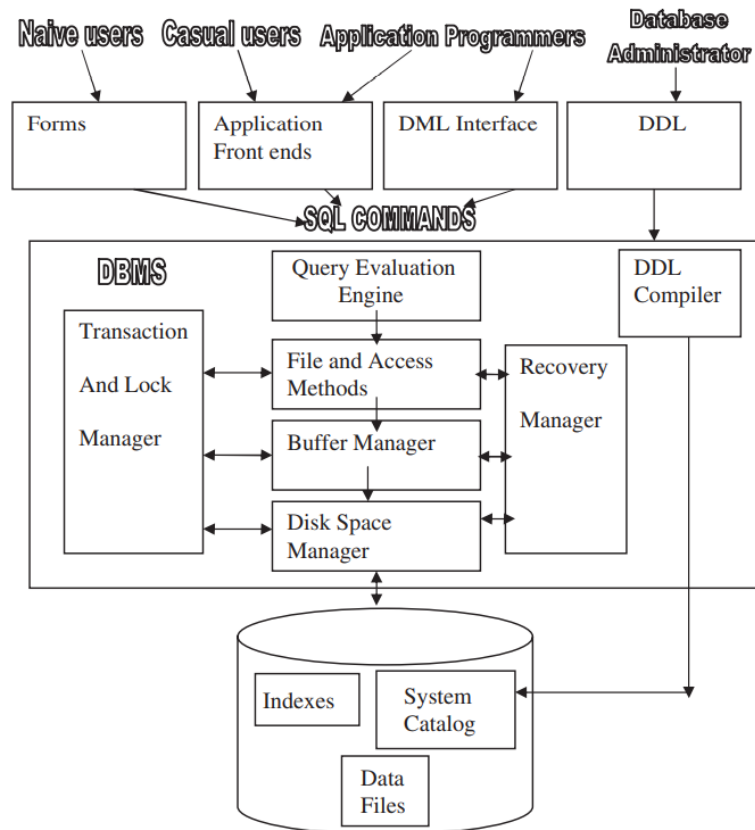 Naive users
Casual users
Application Programmers
Database
Administrator
Forms
Application
Front ends
DML Interface
DDL
SQL COMMANDS
DBMS
Query Evaluation
Engine
DDL
Compiler
Transaction
And Lock
Manager
File and Access
Methods
Recovery
Manager
Buffer Manager
Disk Space
Manager
Indexes
System
Catalog
Data
Files